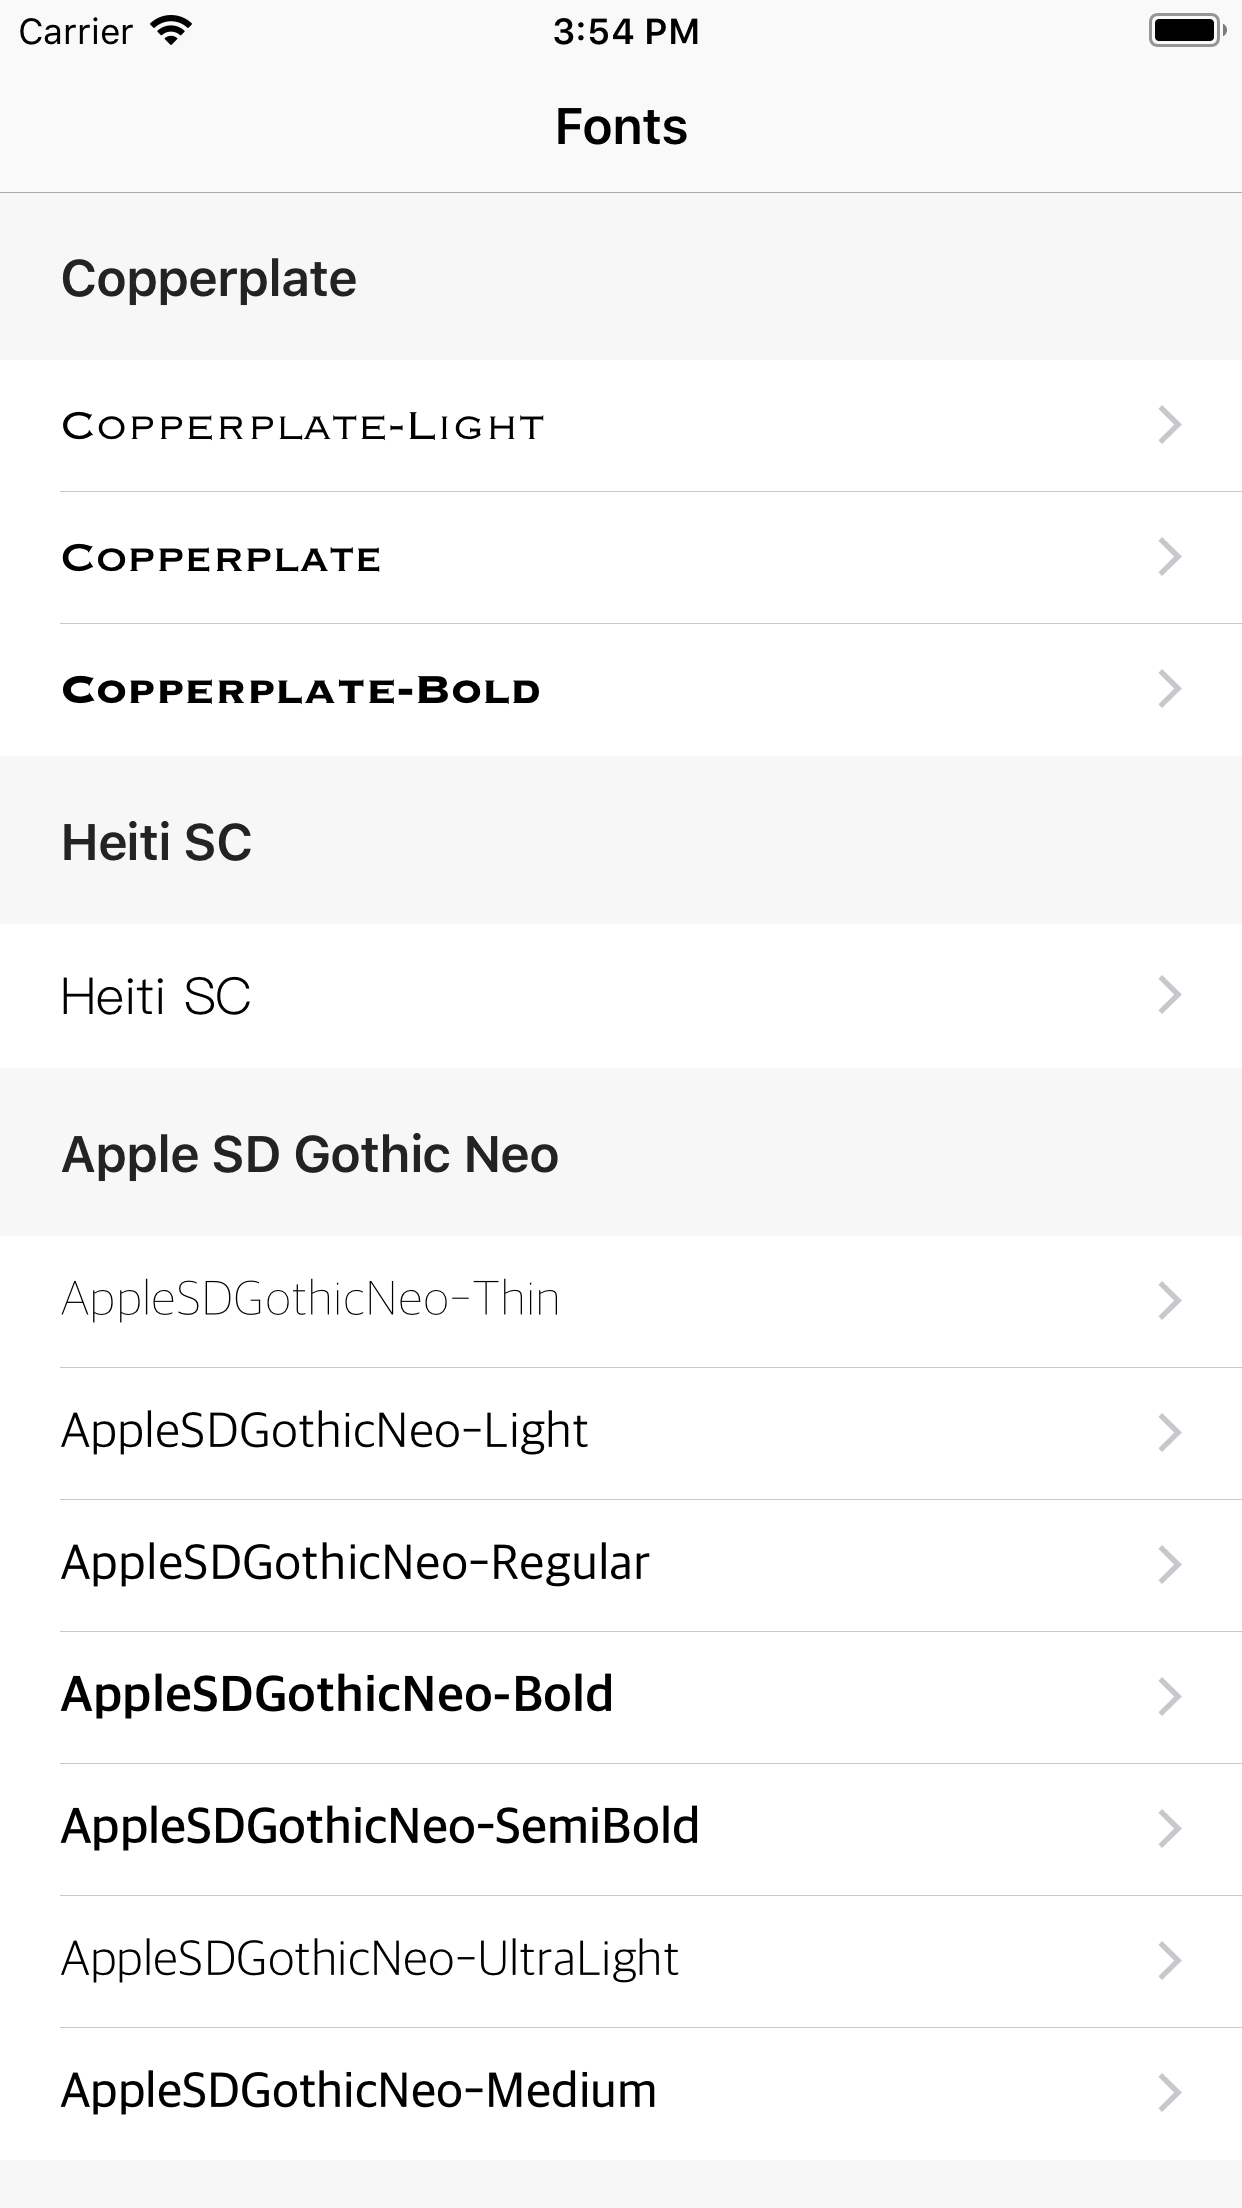 Carrier
3:54 PM
Fonts
Copperplate
Copperplate-Light
Copperplate
Copperplate-Bold
Heiti SC
Heiti SC
Apple SD Gothic Neo
AppleSDGothicNeo-Thin
AppleSDGothicNeo-Light
AppleSDGothicNeo-Regular
AppleSDGothicNeo-Bold
AppleSDGothicNeo-SemiBold
AppleSDGothicNeo-UltraLight
AppleSDGothicNeo-Medium